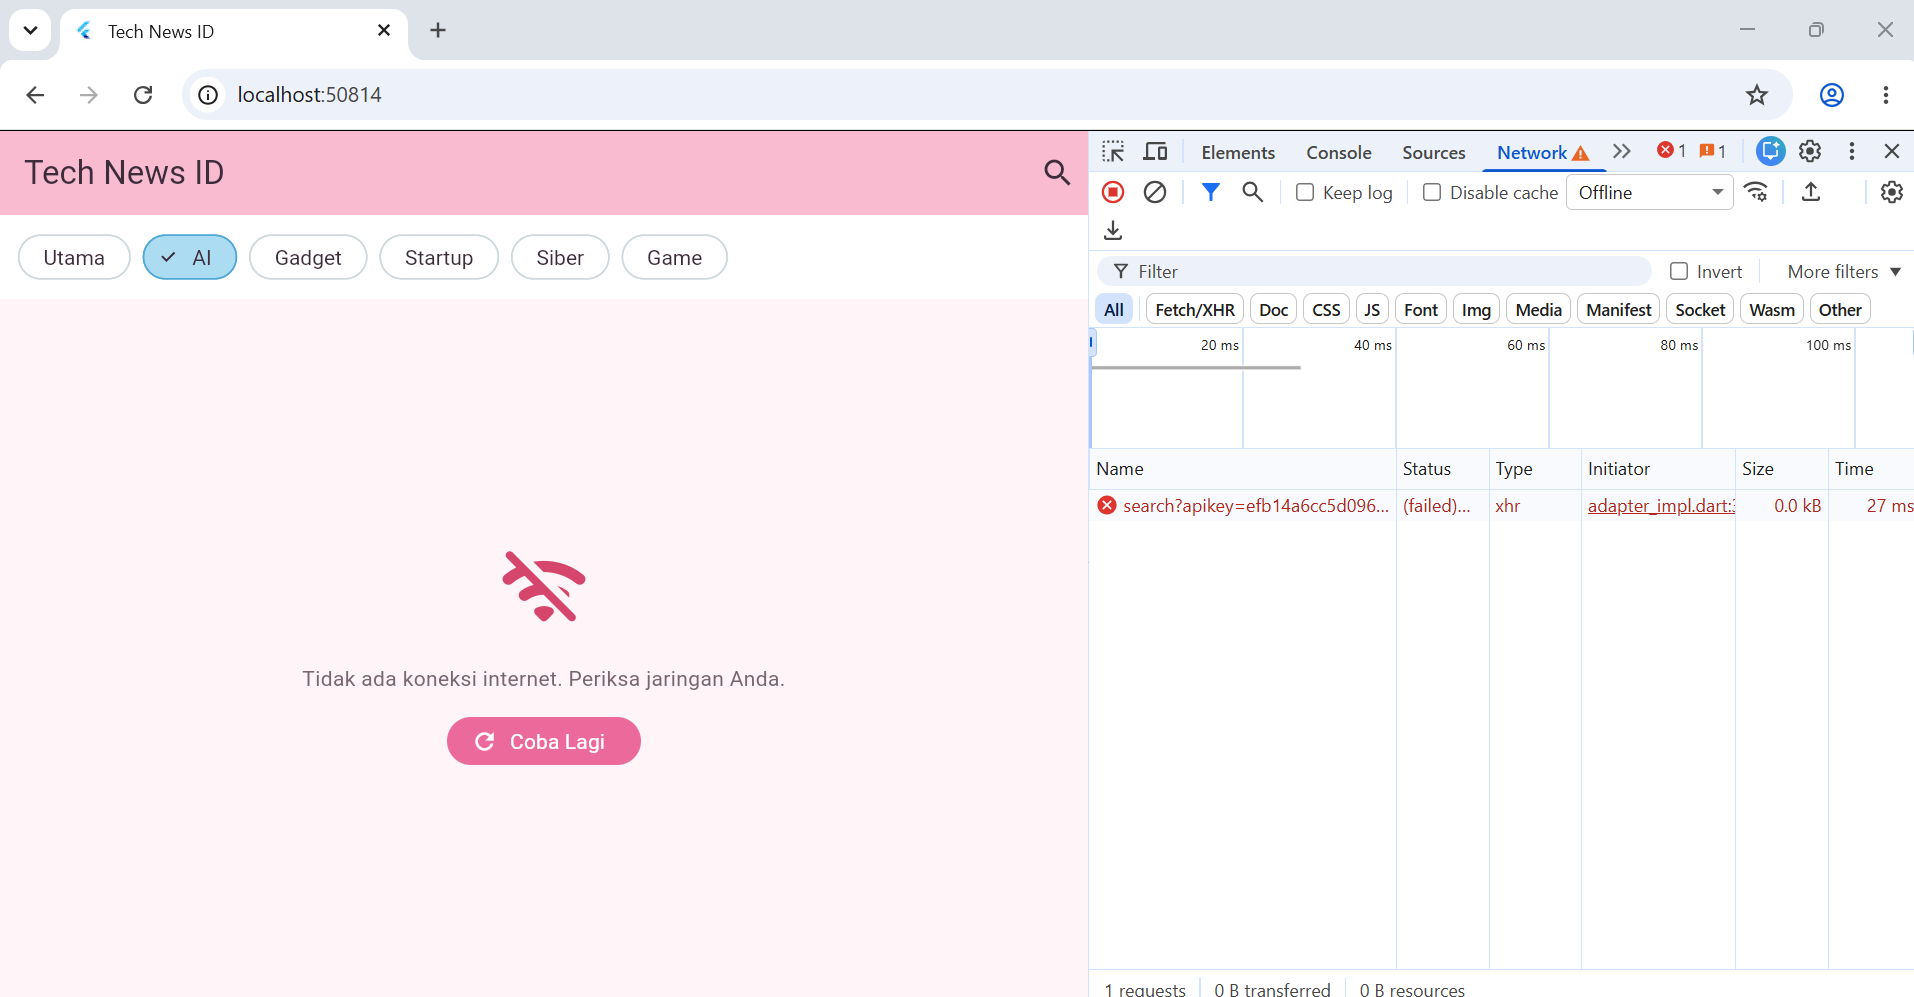 Tech News ID
localhost:50814
Tech News ID
Utama
AI
Gadget
Startup
Siber
Game
Tidak ada koneksi internet. Periksa jaringan Anda.
Coba Lagi
Elements Console Sources Network 1 1
Keep log Disable cache Offline
Filter Invert More filters
All Fetch/XHR Doc CSS JS Font Img Media Manifest Socket Wasm Other
20 ms 40 ms 60 ms 80 ms 100 ms
Name Status Type Initiator Size Time
search?apikey=efb14a6cc5d096... (failed)... xhr adapter_impl.dart: 0.0 kB 27 ms
1 requests 0 B transferred 0 B resources